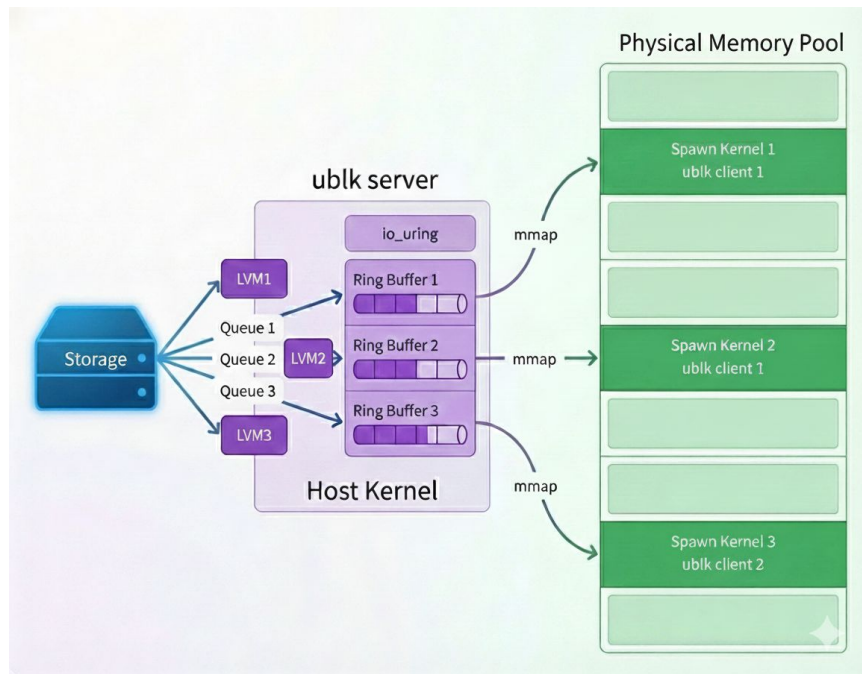 Physical Memory Pool
Spawn Kernel 1
ublk client 1
ublk server
io_uring
mmap
LVM1
Ring Buffer 1
Queue 1
Storage
Queue 2
LVM2
Ring Buffer 2
mmap
Spawn Kernel 2
ublk client 1
Queue 3
Ring Buffer 3
LVM3
Host Kernel
mmap
Spawn Kernel 3
ublk client 2